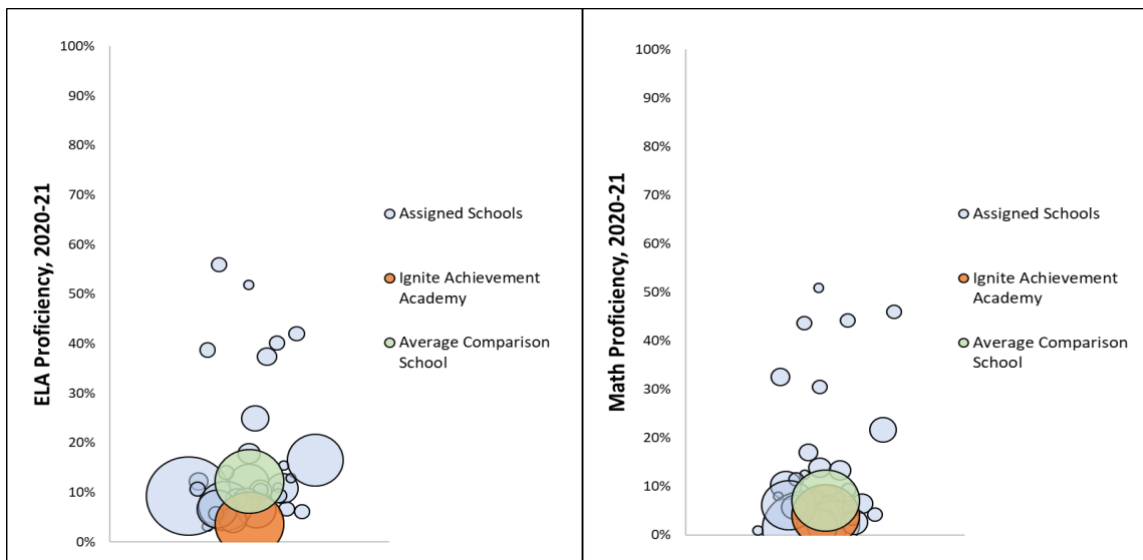 100%
90%
80%
70%
60%
50%
40%
30%
20%
10%
0%
ELA Proficiency, 2020-21
Assigned Schools
Ignite Achievement
Academy
Average Comparison
School
100%
90%
80%
70%
60%
50%
40%
30%
20%
10%
0%
Math Proficiency, 2020-21
Assigned Schools
Ignite Achievement
Academy
Average Comparison
School